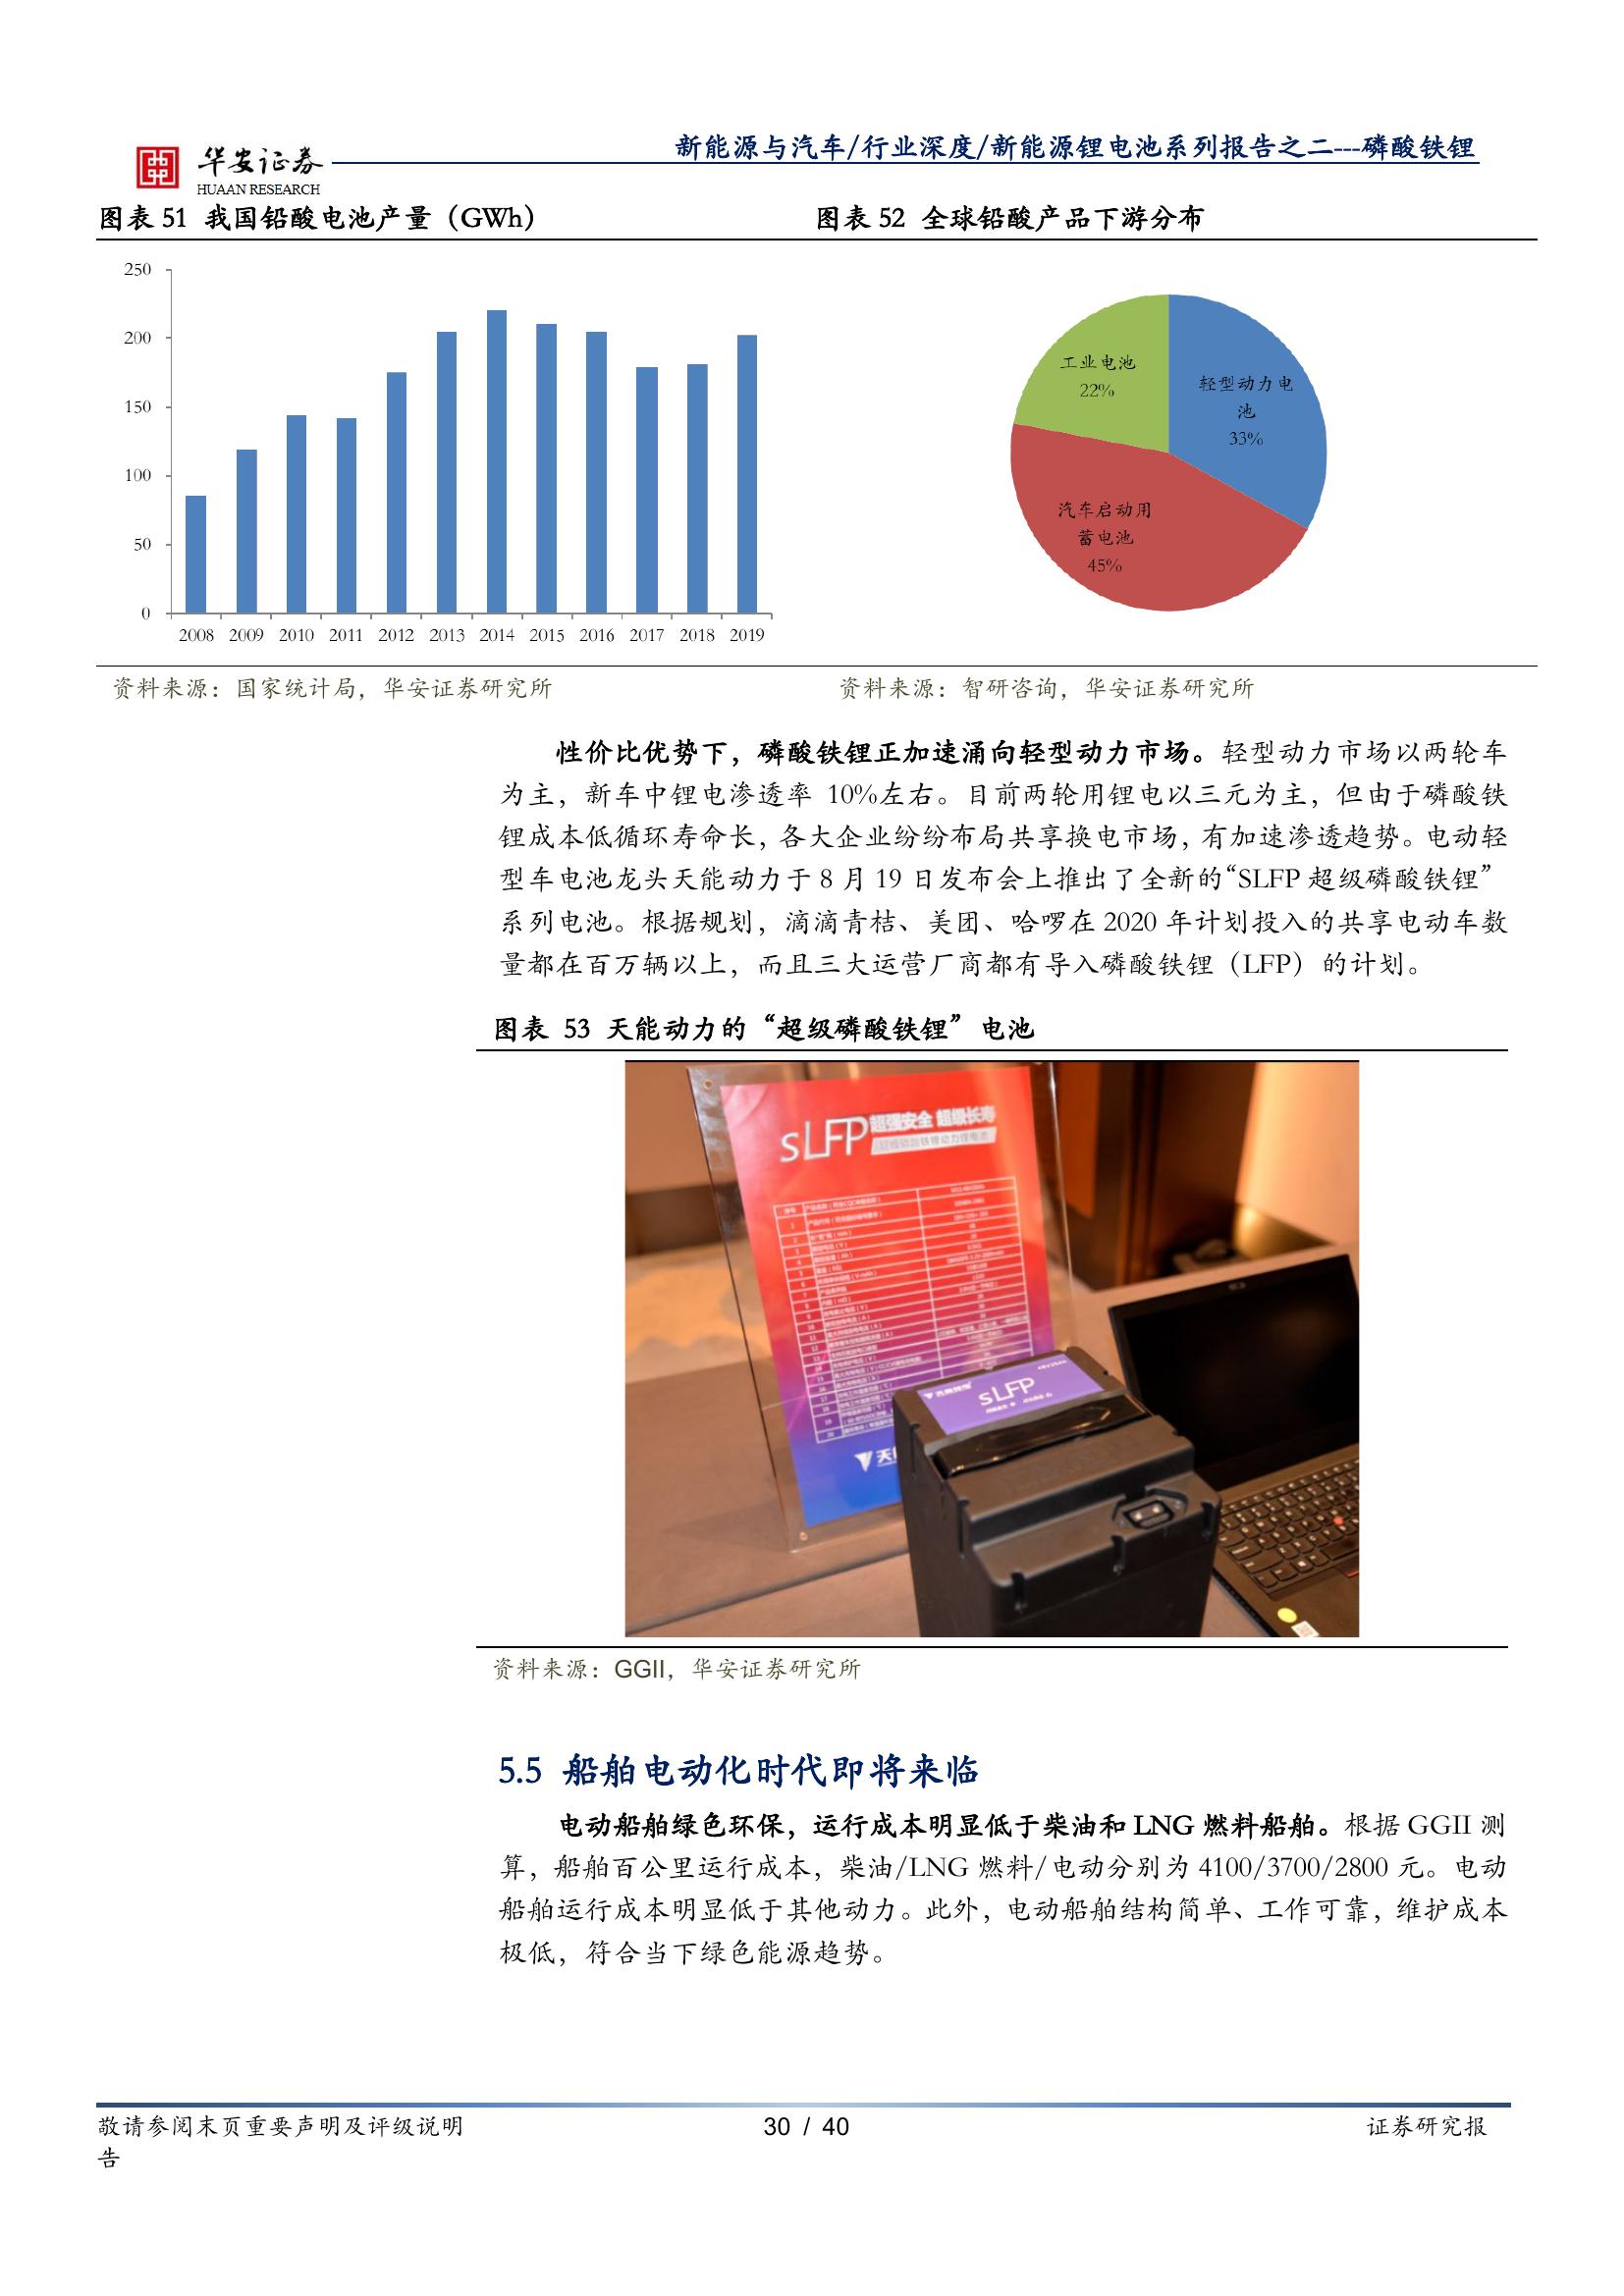 新能源与汽车/行业深度/新能源锂电池系列报告之二---磷酸铁锂
华安证券
HUAAN RESEARCH
图表 51 我国铅酸电池产量（GWh）
图表 52 全球铅酸产品下游分布
250
200
150
100
50
0
2008 2009 2010 2011 2012 2013 2014 2015 2016 2017 2018 2019
工业电池
22%
轻型动力电
池
33%
汽车启动用
蓄电池
45%
资料来源：国家统计局，华安证券研究所
资料来源：智研咨询，华安证券研究所
性价比优势下，磷酸铁锂正加速涌向轻型动力市场。轻型动力市场以两轮车
为主，新车中锂电渗透率 10%左右。目前两轮用锂电以三元为主，但由于磷酸铁
锂成本低循环寿命长，各大企业纷纷布局共享换电市场，有加速渗透趋势。电动轻
型车电池龙头天能动力于 8 月 19 日发布会上推出了全新的“SLFP 超级磷酸铁锂”
系列电池。根据规划，滴滴青桔、美团、哈啰在 2020 年计划投入的共享电动车数
量都在百万辆以上，而且三大运营厂商都有导入磷酸铁锂（LFP）的计划。
图表 53 天能动力的“超级磷酸铁锂”电池
sLFP 超强安全 超级长寿
sLFP
资料来源：GGII，华安证券研究所
5.5 船舶电动化时代即将来临
电动船舶绿色环保，运行成本明显低于柴油和 LNG 燃料船舶。根据 GGII 测
算，船舶百公里运行成本，柴油/LNG 燃料/电动分别为 4100/3700/2800 元。电动
船舶运行成本明显低于其他动力。此外，电动船舶结构简单、工作可靠，维护成本
极低，符合当下绿色能源趋势。
敬请参阅末页重要声明及评级说明
30 / 40
证券研究报
告